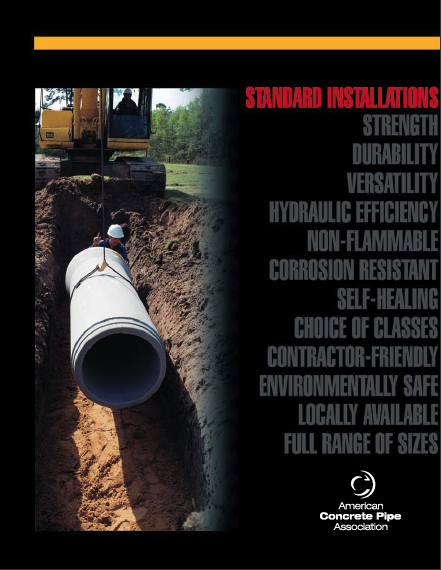 STANDARD INSTALLATIONS
STRENGTH
DURABILITY
VERSATILITY
HYDRAULIC EFFICIENCY
NON-FLAMMABLE
CORROSION RESISTANT
SELF-HEALING
CHOICE OF CLASSES
CONTRACTOR-FRIENDLY
ENVIRONMENTALLY SAFE
LOCALLY AVAILABLE
FULL RANGE OF SIZES
American
Concrete Pipe
Association